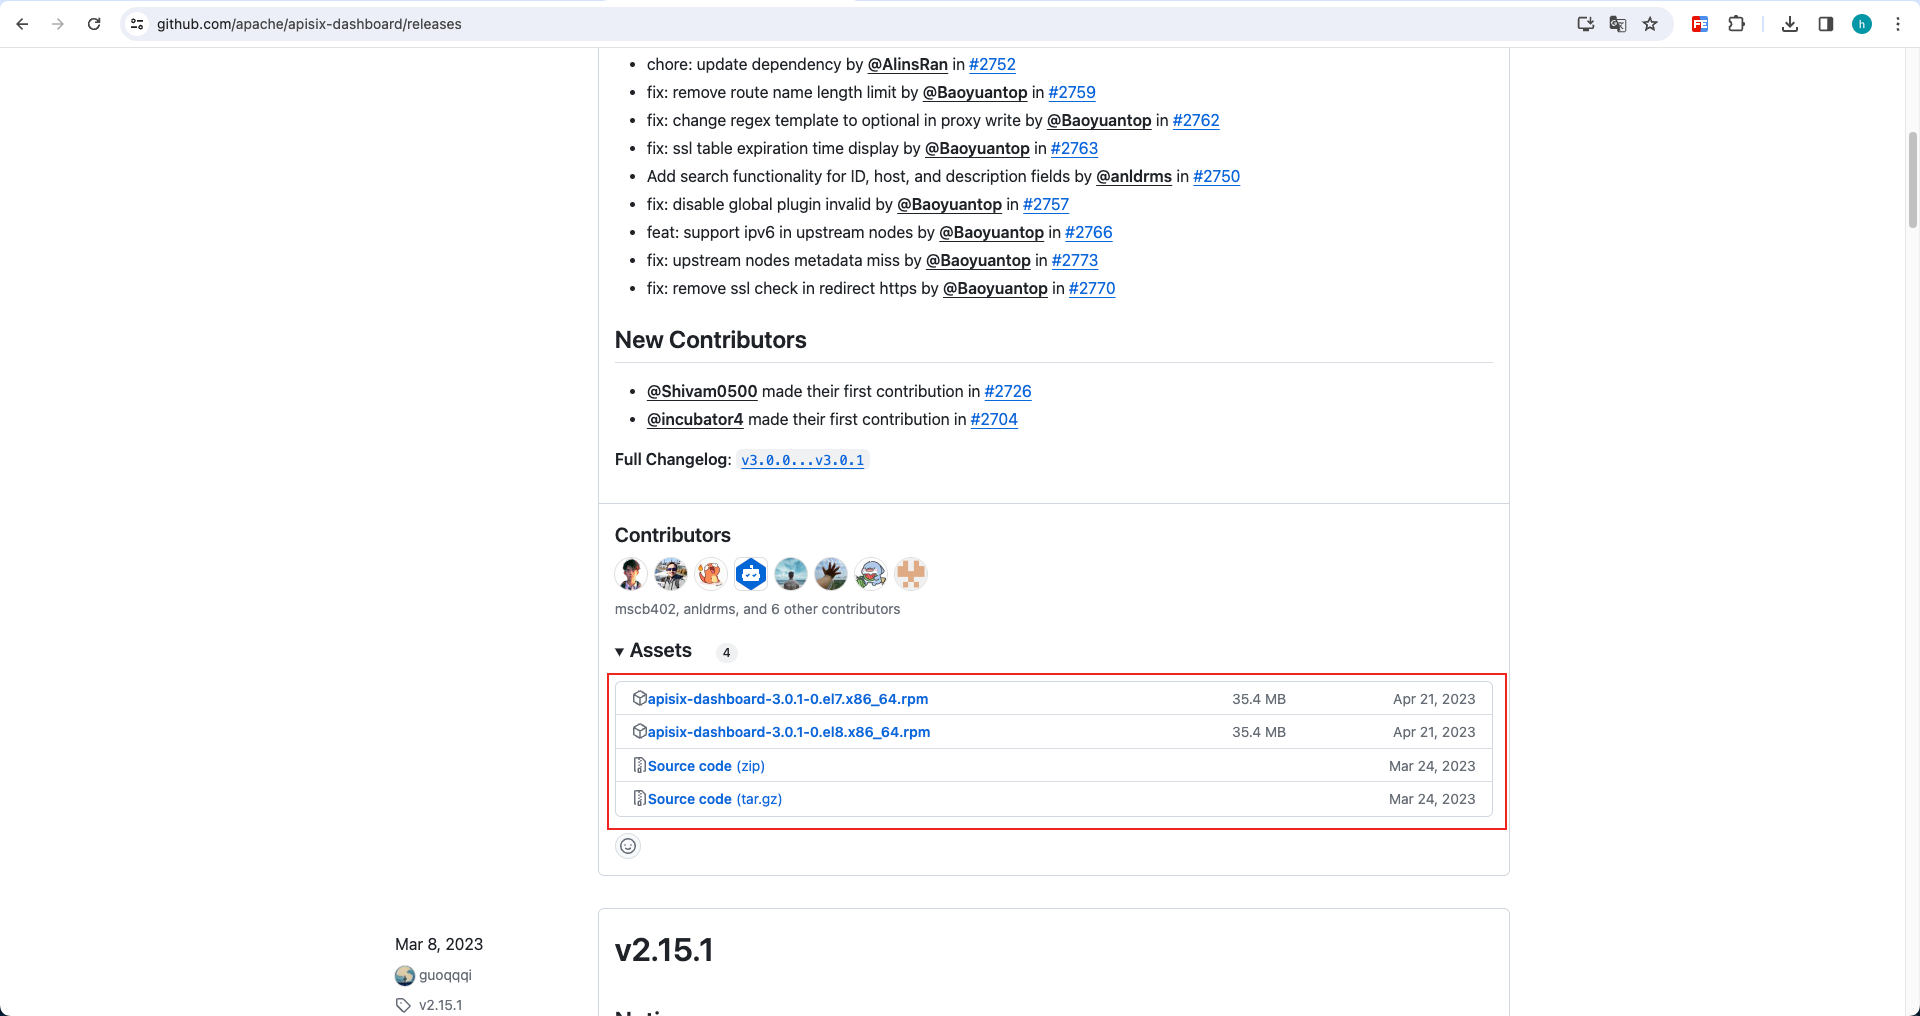 github.com/apache/apisix-dashboard/releases
h
chore: update dependency by @AlinsRan in #2752
fix: remove route name length limit by @Baoyuantop in #2759
fix: change regex template to optional in proxy write by @Baoyuantop in #2762
fix: ssl table expiration time display by @Baoyuantop in #2763
Add search functionality for ID, host, and description fields by @anldrms in #2750
fix: disable global plugin invalid by @Baoyuantop in #2757
feat: support ipv6 in upstream nodes by @Baoyuantop in #2766
fix: upstream nodes metadata miss by @Baoyuantop in #2773
fix: remove ssl check in redirect https by @Baoyuantop in #2770
New Contributors
@Shivam0500 made their first contribution in #2726
@incubator4 made their first contribution in #2704
Full Changelog: v3.0.0...v3.0.1
Contributors
mscb402, anldrms, and 6 other contributors
Assets 4
apisix-dashboard-3.0.1-0.el7.x86_64.rpm 35.4 MB Apr 21, 2023
apisix-dashboard-3.0.1-0.el8.x86_64.rpm 35.4 MB Apr 21, 2023
Source code (zip) Mar 24, 2023
Source code (tar.gz) Mar 24, 2023
Mar 8, 2023
guoqqqi
v2.15.1
v2.15.1